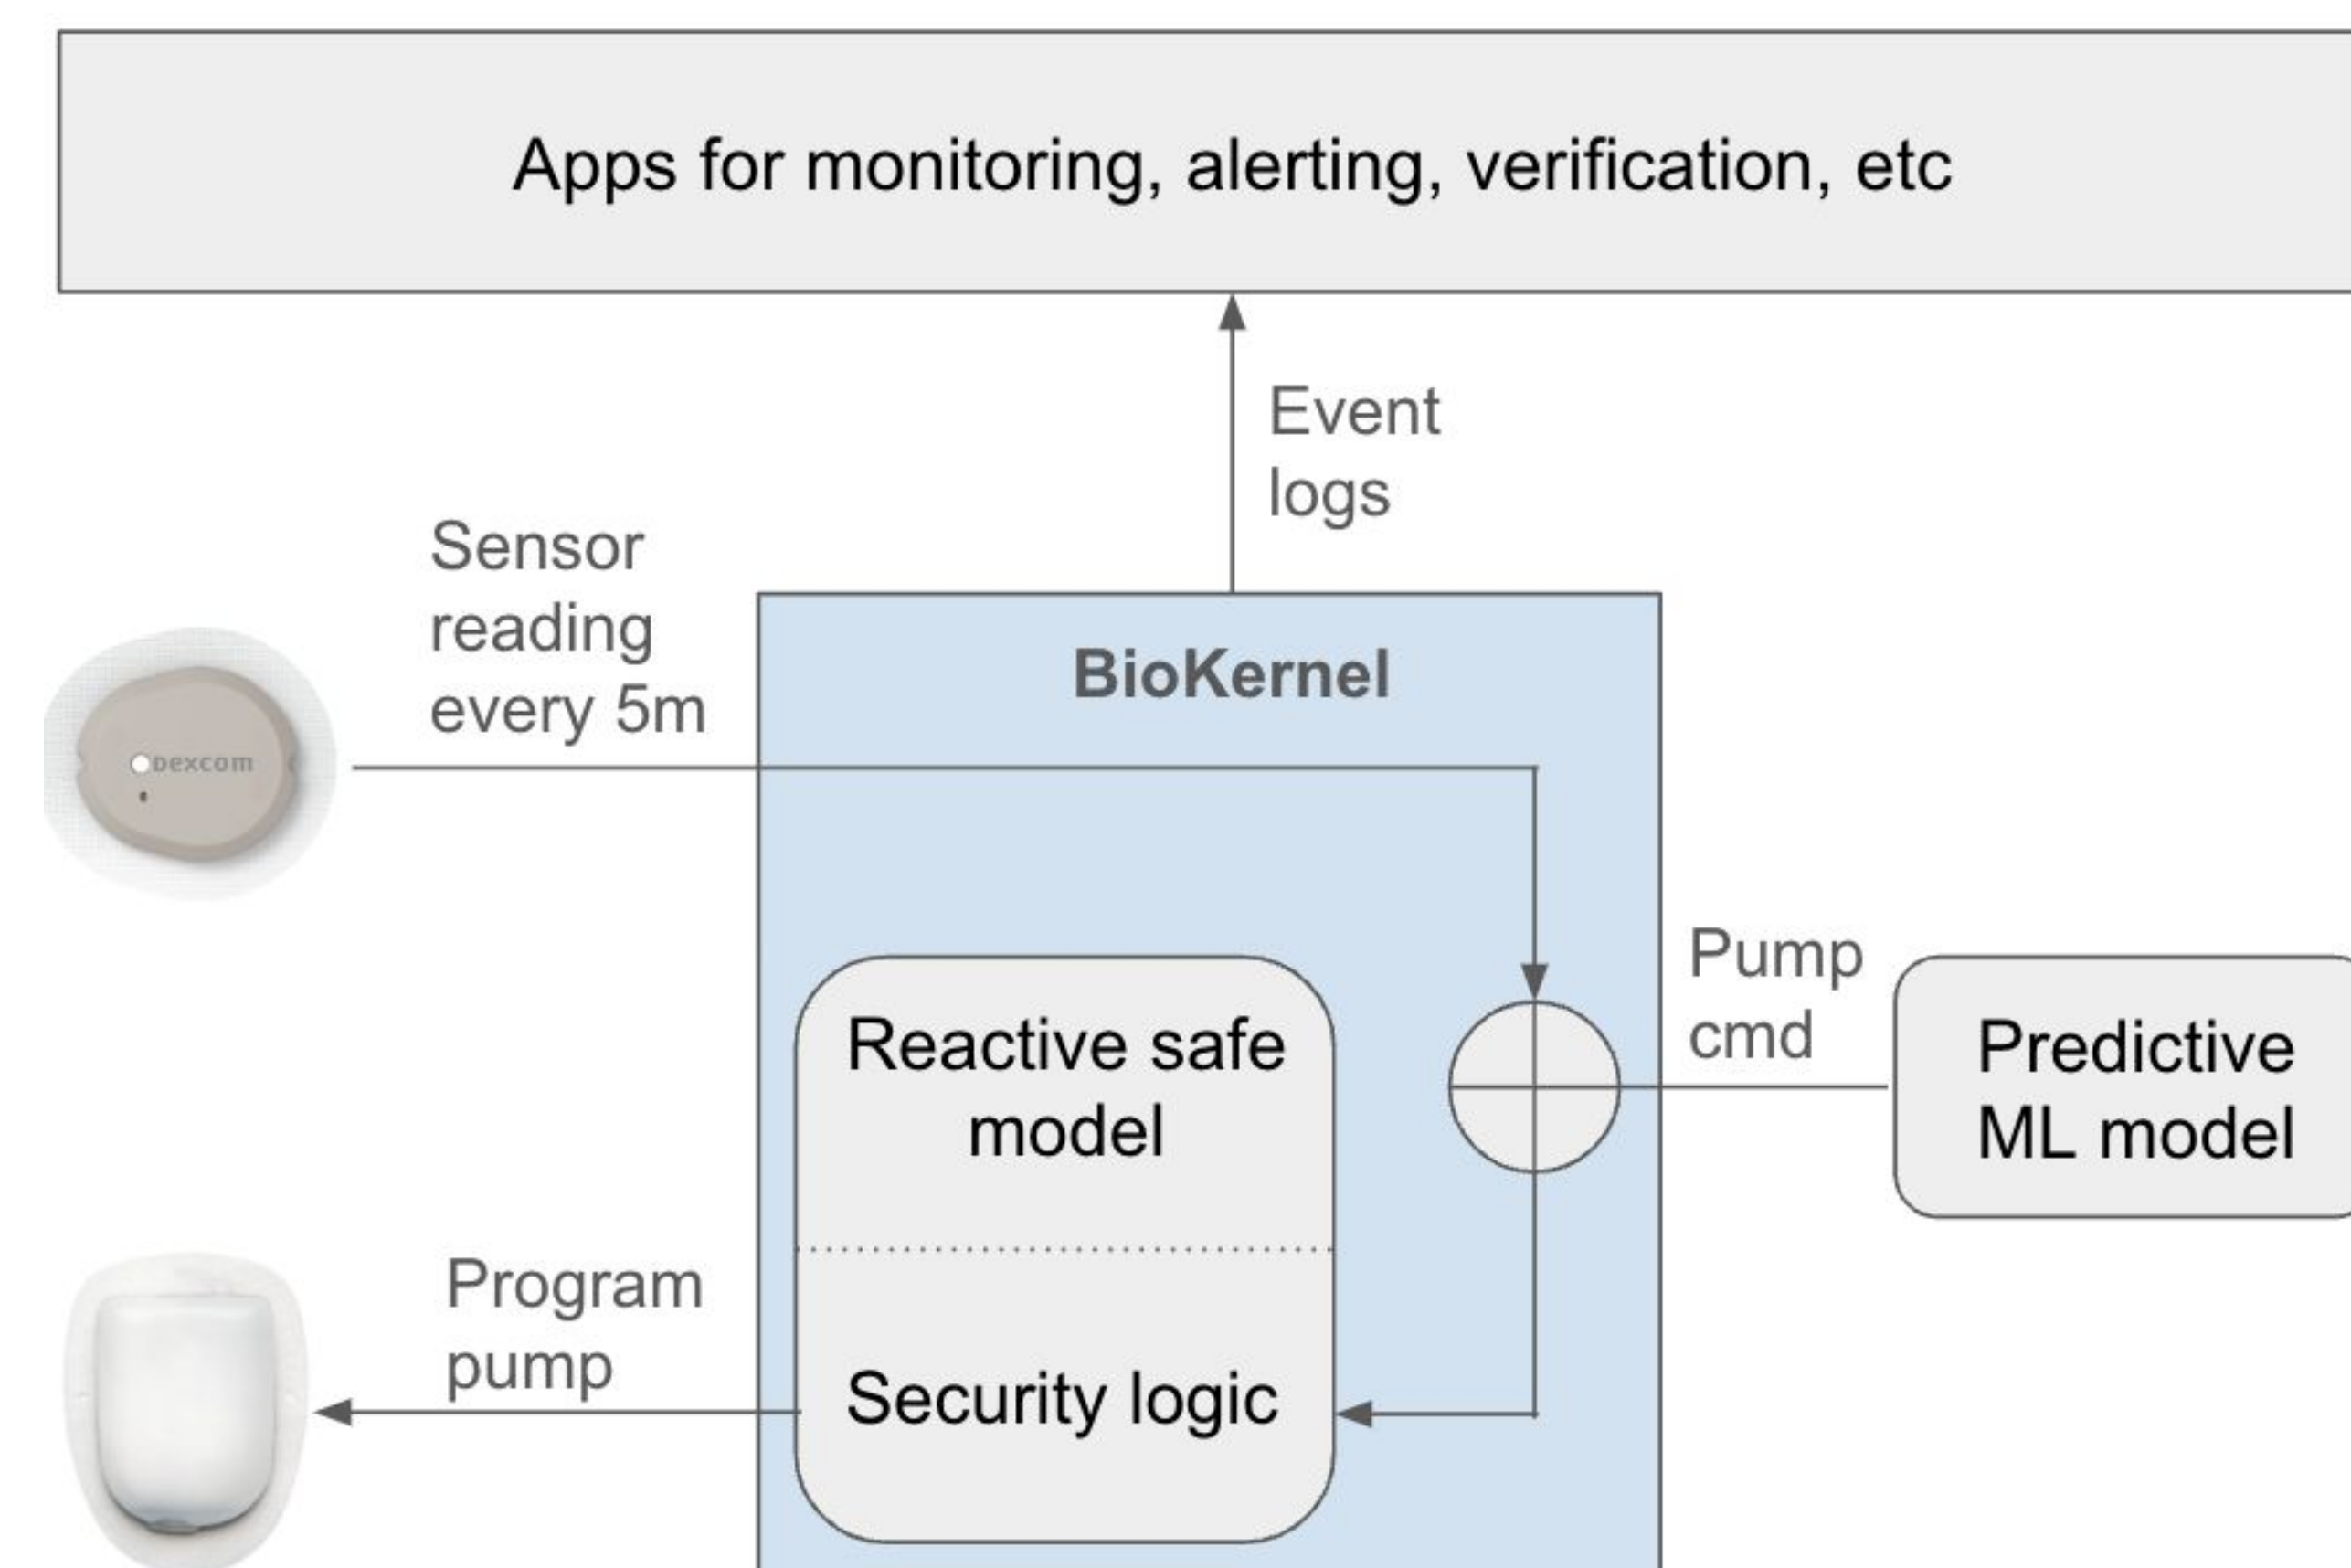 Apps for monitoring, alerting, verification, etc
Event
logs
Sensor
reading
every 5m
BioKernel
Dexcom
Pump
cmd
Reactive safe
model
Predictive
ML model
Program
pump
Security logic